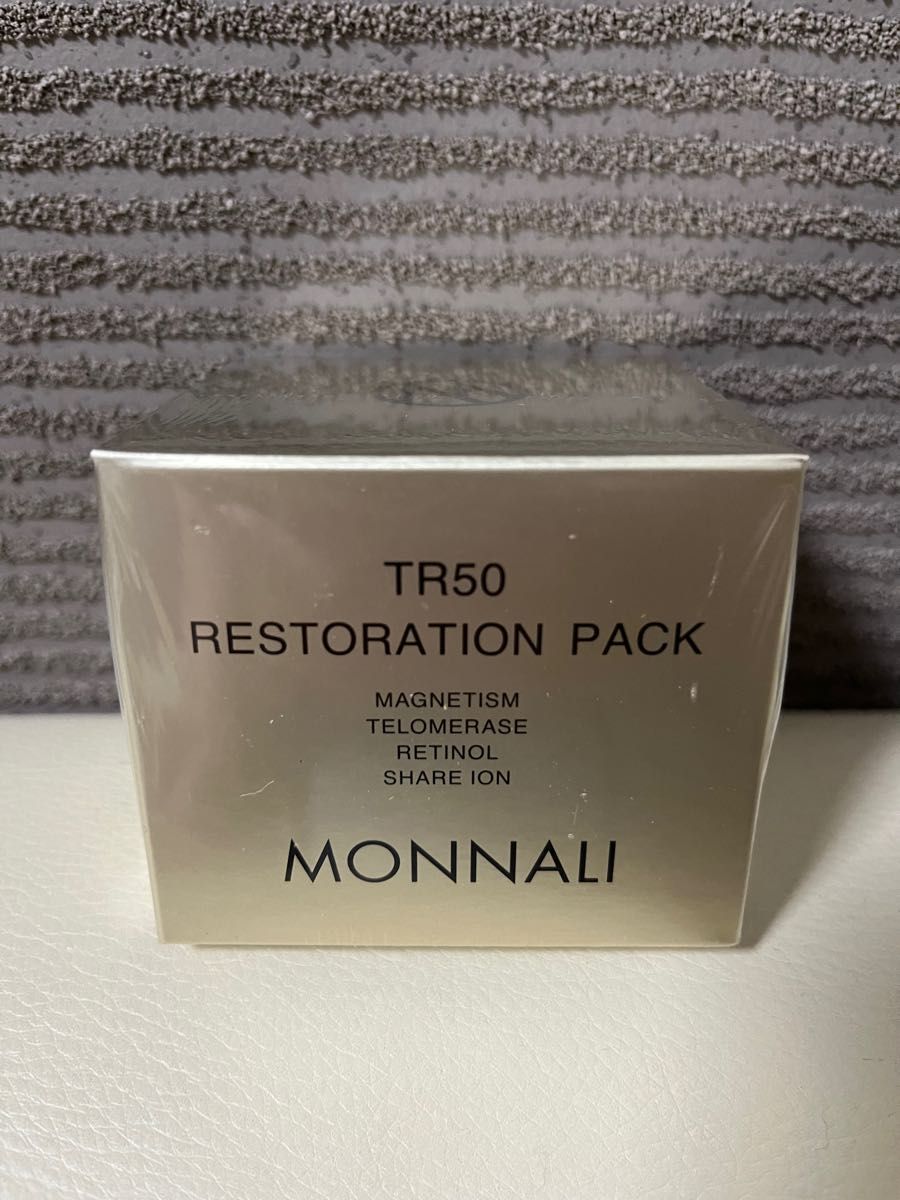 TR50
RESTORATION PACK
MAGNETISM
TELOMERASE
RETINOL
SHARE ION
MONNALI